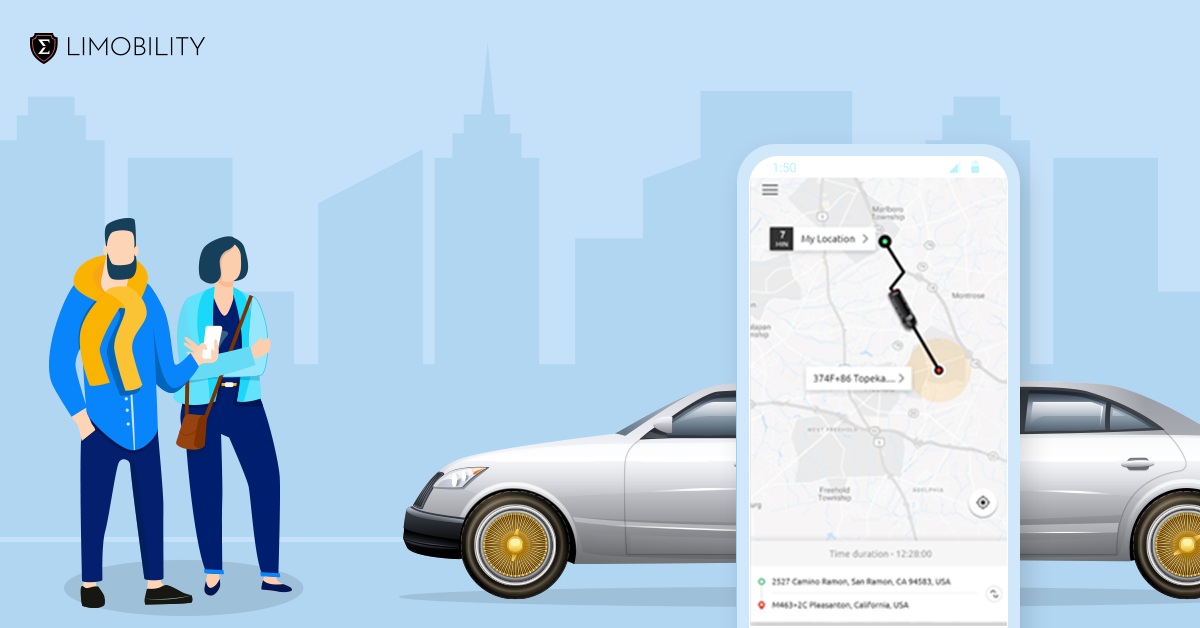 Σ LIMOBILITY
1:50
Marlboro
Township
7
MIN
My Location
Montrose
374F+86 Topeka....
WEST FREEHOLD
Freehold
Township
ADELPHIA
Time duration - 12:28:00
2527 Camino Ramon, San Ramon, CA 94583, USA
M463+2C Pleasanton, California, USA